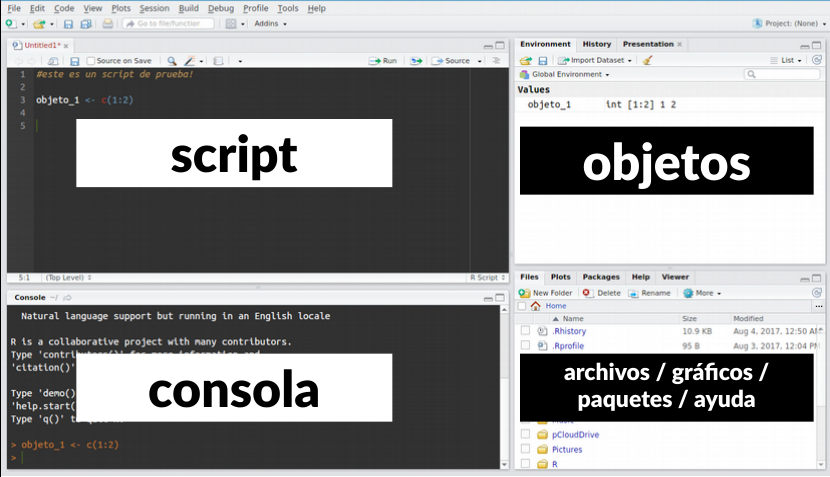 File Edit Code View Plots Session Build Debug Profile Tools Help
Go to file/function Addins Project: (None)
Untitled1*
Source on Save Run Source
1 #este es un script de prueba!
2
3 objeto_1 <- c(1:2)
4
5
script
5:1 (Top Level) R Script
Console ~/
Natural language support but running in an English locale
R is a collaborative project with many contributors.
Type 'contributors()' for more information and
'citation()'
consola
Type 'demo()
'help.start(
Type 'q()' to quit R.
> objeto_1 <- c(1:2)
>
Environment History Presentation
Import Dataset List
Global Environment
Values
objeto_1 int [1:2] 1 2
objetos
Files Plots Packages Help Viewer
New Folder Delete Rename More
Home ...
Name Size Modified
.Rhistory 10.9 KB Aug 4, 2017, 12:50 AM
.Rprofile 95 B Aug 3, 2017, 12:04 PM
archivos / gráficos /
paquetes / ayuda
Music
pCloudDrive
Pictures
R